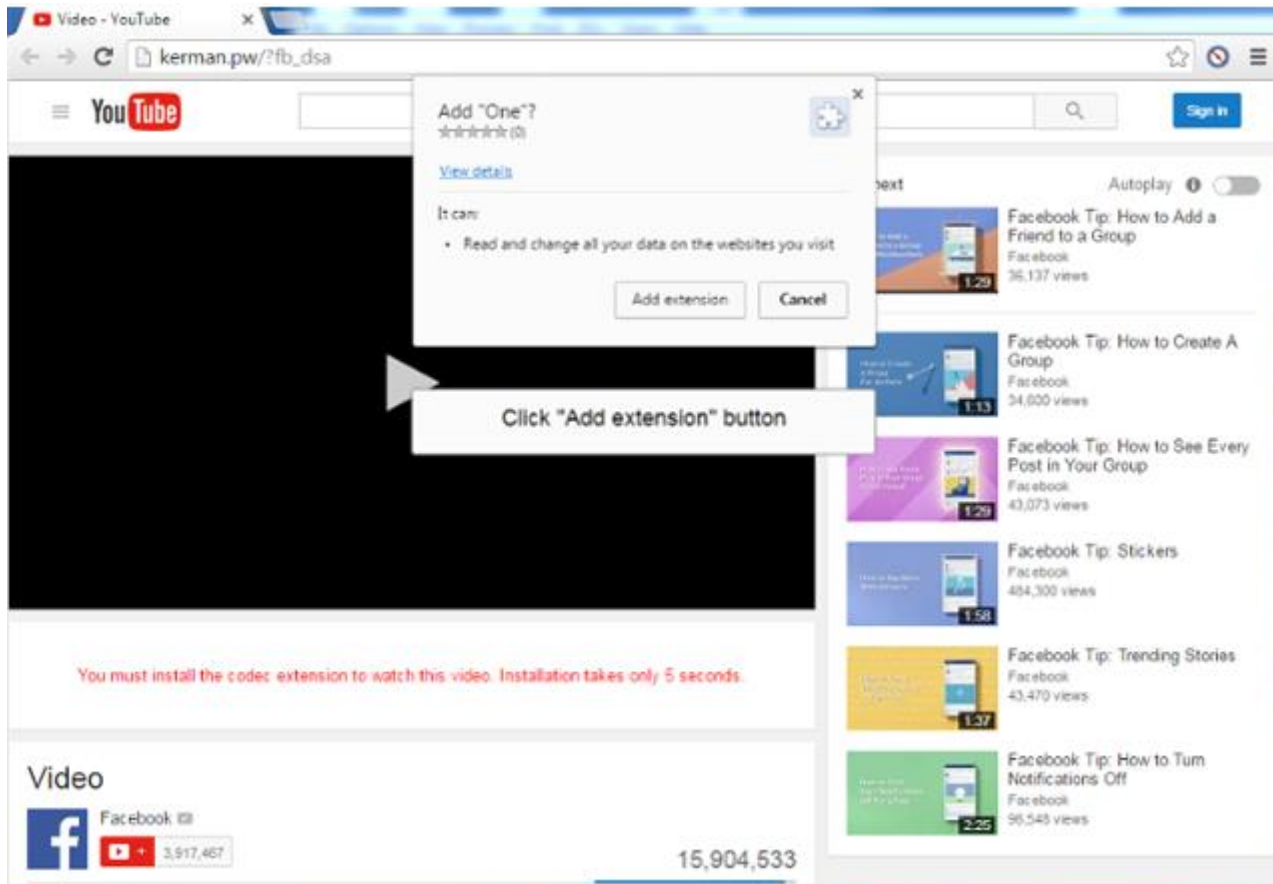 Video - YouTube
kerman.pw/?fb_dsa
YouTube
Sign in
Add "One"?
(0)
View details
It can:
• Read and change all your data on the websites you visit
Add extension
Cancel
Click "Add extension" button
You must install the codec extension to watch this video. Installation takes only 5 seconds.
Video
Facebook
3,917,467
15,904,533
next
Autoplay
Facebook Tip: How to Add a
Friend to a Group
Facebook
36,137 views
1:29
Facebook Tip: How to Create A
Group
Facebook
34,600 views
1:13
Facebook Tip: How to See Every
Post in Your Group
Facebook
43,073 views
1:29
Facebook Tip: Stickers
Facebook
484,300 views
1:58
Facebook Tip: Trending Stories
Facebook
43,470 views
1:37
Facebook Tip: How to Turn
Notifications Off
Facebook
96,548 views
2:25